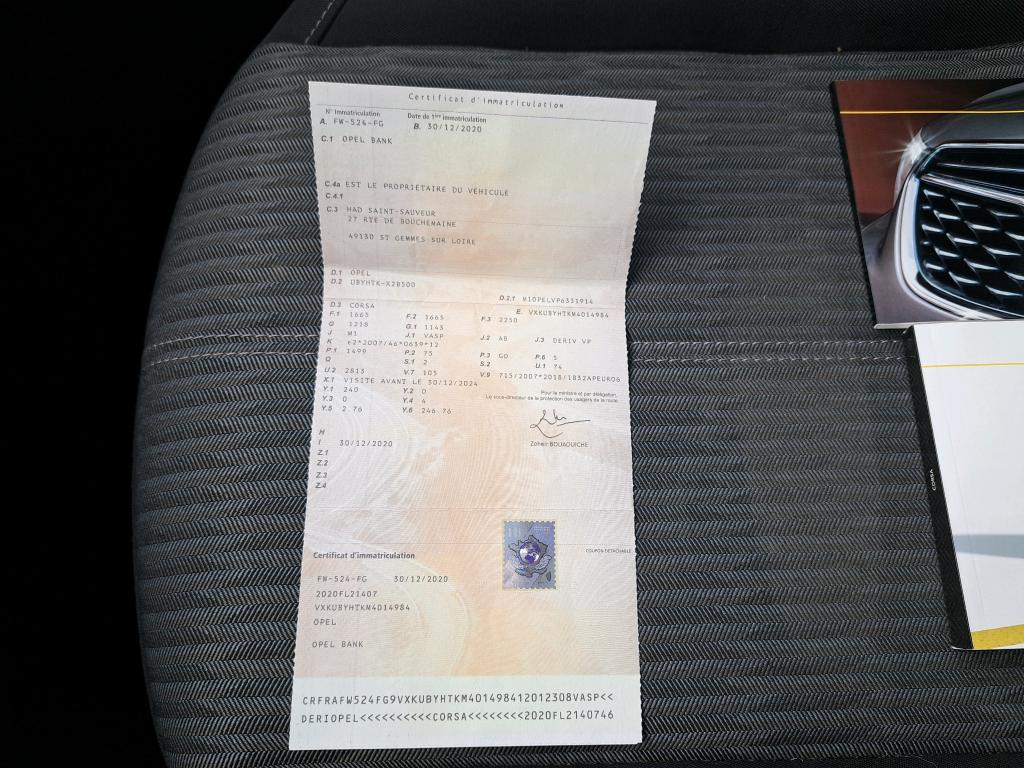 Certificat d'Immatriculation
N° Immatriculation Date de 1ère immatriculation
A. FW-524-FG B. 30/12/2020
C.1 OPEL BANK
C.4a EST LE PROPRIÉTAIRE DU VÉHICULE
C.4.1
C.3 HAD SAINT-SAUVEUR
27 RTE DE BOUCHEMAINE
49130 ST GEMMES SUR LOIRE
D.1 OPEL
D.2 UBYHTK-X2B500
D.2.1 M10PELVP6331914
D.3 CORSA E. VXKUBYHTKM4014984
F.1 1665 F.2 1665 F.3 2250
G 1218 G.1 1143
J M1 J.1 VASP J.2 AB J.3 DERIV VP
K e2*2007/46*0639*12
P.1 1499 P.2 75 P.3 GO P.6 5
Q S.1 2 S.2 U.1 74
U.2 2813 V.7 105 V.9 715/2007*2018/1832APEURO6
X.1 VISITE AVANT LE 30/12/2024
Y.1 240 Y.2 0
Y.3 0 Y.4 4
Y.5 2.76 Y.6 246.76
Pour le ministre et par délégation,
Le sous-directeur de la protection des usagers de la route
Zoheir BOUAOUICHE
H
I 30/12/2020
Z.1
Z.2
Z.3
Z.4
COUPON DETACHABLE
Certificat d'immatriculation
FW-524-FG 30/12/2020
2020FL21407
VXKUBYHTKM4014984
OPEL
OPEL BANK
CRFRAFW524FG9VXKUBYHTKM401498412012308VASP<<
DERIOPEL<<<<<<<<<<CORSA<<<<<<<<2020FL2140746
CORSA